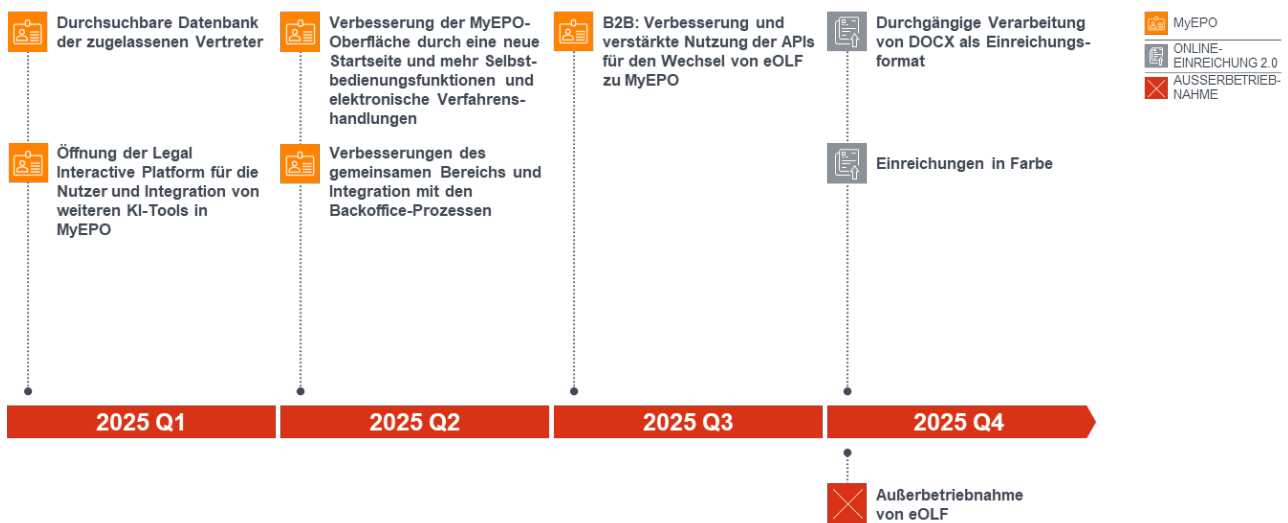 Durchsuchbare Datenbank
der zugelassenen Vertreter
Öffnung der Legal
Interactive Platform für die
Nutzer und Integration von
weiteren KI-Tools in
MyEPO
Verbesserung der MyEPO-
Oberfläche durch eine neue
Startseite und mehr Selbst-
bedienungsfunktionen und
elektronische Verfahrens-
handlungen
Verbesserungen des
gemeinsamen Bereichs und
Integration mit den
Backoffice-Prozessen
B2B: Verbesserung und
verstärkte Nutzung der APIs
für den Wechsel von eOLF
zu MyEPO
Durchgängige Verarbeitung
von DOCX als Einreichungs-
format
Einreichungen in Farbe
MyEPO
ONLINE-
EINREICHUNG 2.0
AUSSERBETRIEB-
NAHME
2025 Q1
2025 Q2
2025 Q3
2025 Q4
Außerbetriebnahme
von eOLF